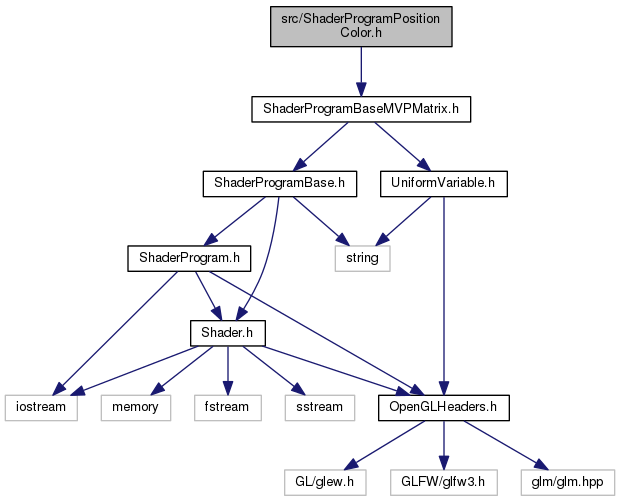 src/ShaderProgramPosition
Color.h
ShaderProgramBaseMVPMatrix.h
ShaderProgramBase.h
UniformVariable.h
ShaderProgram.h
string
Shader.h
iostream
memory
fstream
sstream
OpenGLHeaders.h
GL/glew.h
GLFW/glfw3.h
glm/glm.hpp